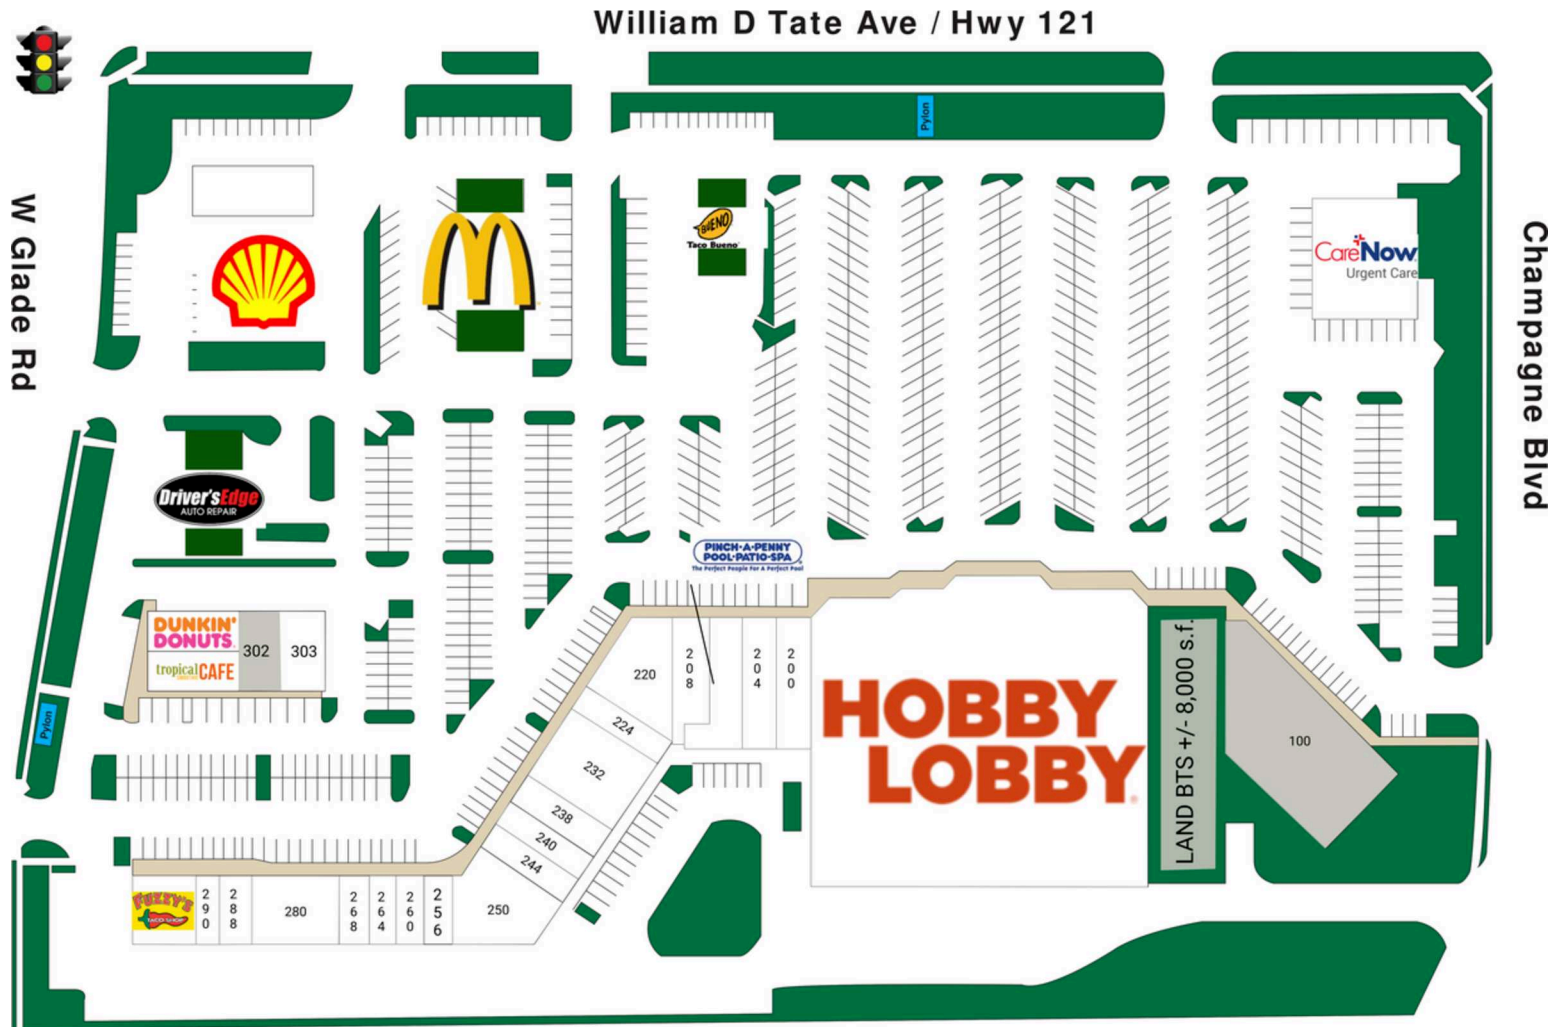 William D Tate Ave / Hwy 121
Pylon
W Glade Rd
BUENO
Taco Bueno
CareNow
Urgent Care
Champagne Blvd
Driver'sEdge
AUTO REPAIR
PINCH·A·PENNY
POOL·PATIO·SPA
The Perfect People For A Perfect Pool
DUNKIN'
DONUTS
tropical CAFE
302
303
Pylon
220
208
204
200
224
232
238
240
244
250
HOBBY
LOBBY
LAND BTS +/- 8,000 s.f.
100
FUZZY'S
TACO SHOP
290
288
280
268
264
260
256